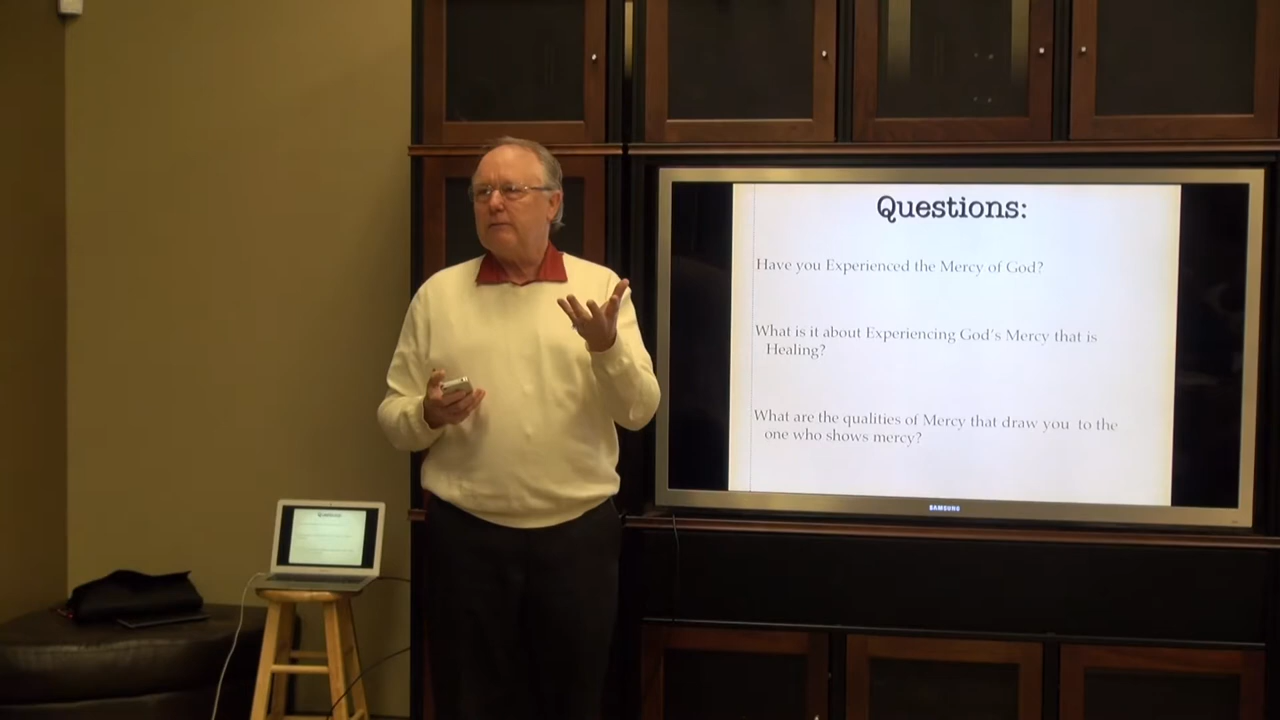 Questions:
Have you Experienced the Mercy of God?
What is it about Experiencing God's Mercy that is
Healing?
What are the qualities of Mercy that draw you to the
one who shows mercy?
SAMSUNG
Questions: